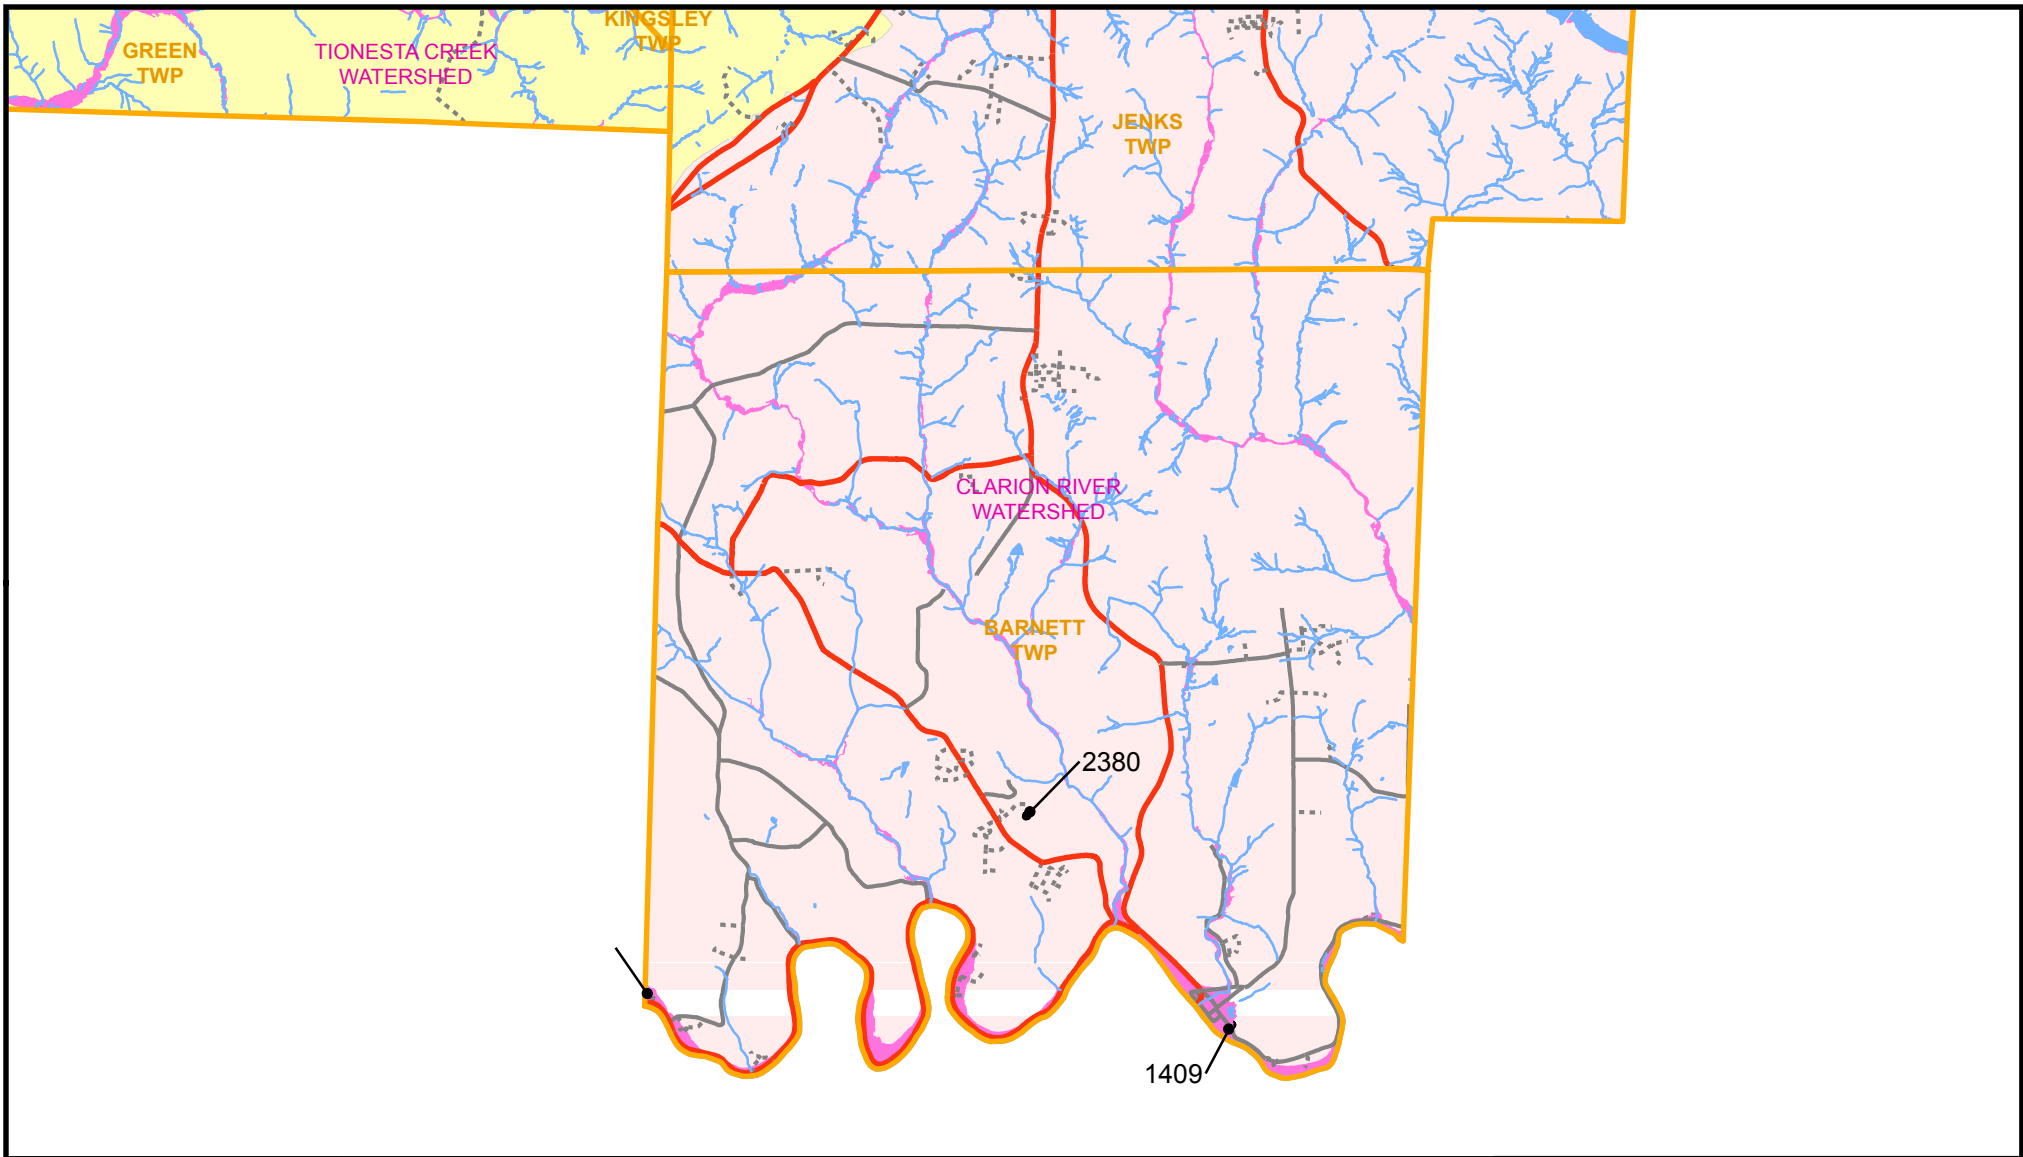 KINGSLEY
TWP
GREEN
TWP
TIONESTA CREEK
WATERSHED
JENKS
TWP
CLARION RIVER
WATERSHED
BARNETT
TWP
2380
1409